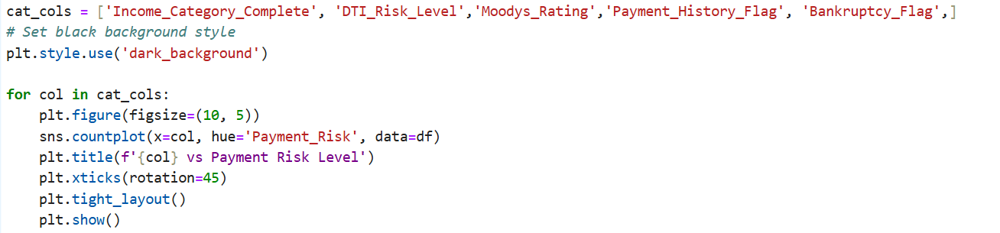 cat_cols = ['Income_Category_Complete', 'DTI_Risk_Level','Moodys_Rating','Payment_History_Flag', 'Bankruptcy_Flag',]
# Set black background style
plt.style.use('dark_background')

for col in cat_cols:
    plt.figure(figsize=(10, 5))
    sns.countplot(x=col, hue='Payment_Risk', data=df)
    plt.title(f'{col} vs Payment Risk Level')
    plt.xticks(rotation=45)
    plt.tight_layout()
    plt.show()